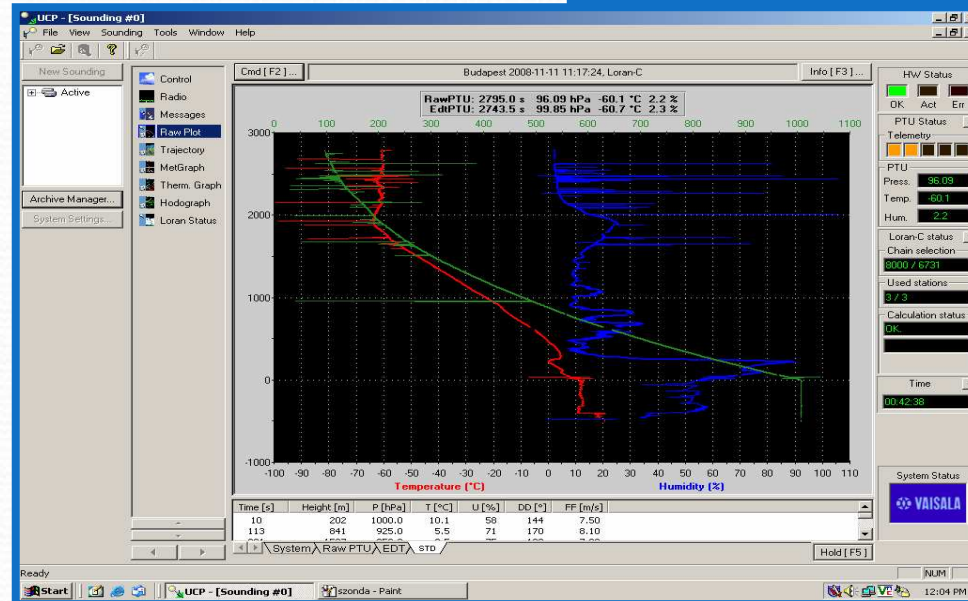 UCP - [Sounding #0]
File View Sounding Tools Window Help
New Sounding
Active
Archive Manager...
System Settings...
Control
Radio
Messages
Raw Plot
Trajectory
MetGraph
Therm. Graph
Hodograph
Loran Status
Cmd [ F2 ]...
Budapest 2008-11-11 11:17:24, Loran-C
Info [ F3 ]...
RawPTU: 2795.0 s 96.09 hPa -60.1 °C 2.2 %
EdtPTU: 2743.5 s 99.85 hPa -60.7 °C 2.3 %
0 100 200 300 400 500 600 700 800 900 1000 1100
3000
2000
1000
0
-1000
-100 -90 -80 -70 -60 -50 -40 -30 -20 -10 0 10 20 30 40 50 60 70 80 90 100 110
Temperature (°C) Humidity (%)
Time [s] Height [m] P [hPa] T [°C] U [%] DD [°] FF [m/s]
10 202 1000.0 10.1 58 144 7.50
113 841 925.0 5.5 71 170 8.10
System Raw PTU EDT STD
Hold [ F5 ]
HW Status
OK Act Err
PTU Status
Telemetry
PTU
Press. 96.09
Temp. -60.1
Hum. 2.2
Loran-C status
Chain selection
8000 / 6731
Used stations
3 / 3
Calculation status
OK.
Time
00:42:38
System Status
VAISALA
Ready
NUM
Start
UCP - [Sounding #0]
szonda - Paint
12:04 PM